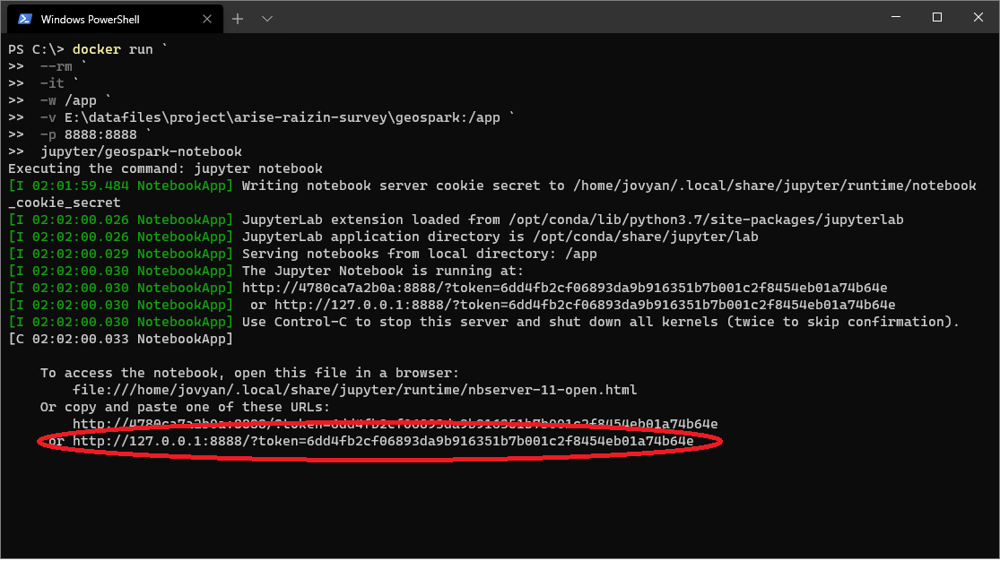 Windows PowerShell
PS C:\> docker run `
>>  --rm `
>>  -it `
>>  -w /app `
>>  -v E:\datafiles\project\arise-raizin-survey\geospark:/app `
>>  -p 8888:8888 `
>>  jupyter/geospark-notebook
Executing the command: jupyter notebook
[I 02:01:59.484 NotebookApp] Writing notebook server cookie secret to /home/jovyan/.local/share/jupyter/runtime/notebook
_cookie_secret
[I 02:02:00.026 NotebookApp] JupyterLab extension loaded from /opt/conda/lib/python3.7/site-packages/jupyterlab
[I 02:02:00.026 NotebookApp] JupyterLab application directory is /opt/conda/share/jupyter/lab
[I 02:02:00.029 NotebookApp] Serving notebooks from local directory: /app
[I 02:02:00.030 NotebookApp] The Jupyter Notebook is running at:
[I 02:02:00.030 NotebookApp] http://4780ca7a2b0a:8888/?token=6dd4fb2cf06893da9b916351b7b001c2f8454eb01a74b64e
[I 02:02:00.030 NotebookApp]  or http://127.0.0.1:8888/?token=6dd4fb2cf06893da9b916351b7b001c2f8454eb01a74b64e
[I 02:02:00.030 NotebookApp] Use Control-C to stop this server and shut down all kernels (twice to skip confirmation).
[C 02:02:00.033 NotebookApp]
To access the notebook, open this file in a browser:
file:///home/jovyan/.local/share/jupyter/runtime/nbserver-11-open.html
Or copy and paste one of these URLs:
http://4780ca7a2b0a:8888/?token=6dd4fb2cf06893da9b916351b7b001c2f8454eb01a74b64e
or http://127.0.0.1:8888/?token=6dd4fb2cf06893da9b916351b7b001c2f8454eb01a74b64e